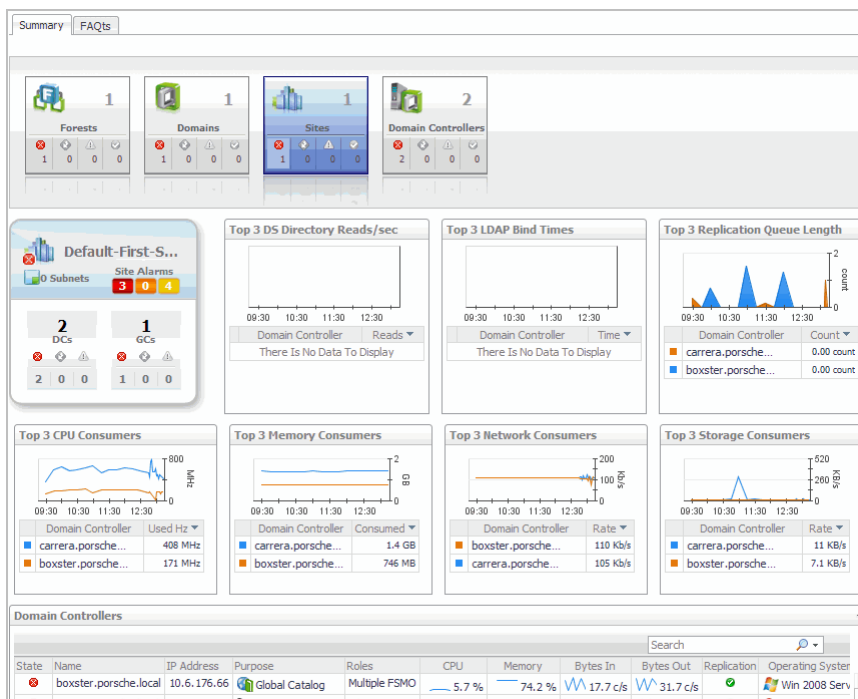 Summary FAQts
1 1 1 2
Forests Domains Sites Domain Controllers
1 0 0 0 1 0 0 0 1 0 0 0 2 0 0 0
Default-First-S...
0 Subnets Site Alarms
3 0 4
2 1
DCs GCs
2 0 0 1 0 0
Top 3 DS Directory Reads/sec
09:30 10:30 11:30 12:30
Domain Controller Reads
There Is No Data To Display
Top 3 LDAP Bind Times
09:30 10:30 11:30 12:30
Domain Controller Time
There Is No Data To Display
Top 3 Replication Queue Length
2
count
0
09:30 10:30 11:30 12:30
Domain Controller Count
carrera.porsche... 0.00 count
boxster.porsche... 0.00 count
Top 3 CPU Consumers
800
MHz
0
09:30 10:30 11:30 12:30
Domain Controller Used Hz
carrera.porsche... 408 MHz
boxster.porsche... 171 MHz
Top 3 Memory Consumers
2
GB
0
09:30 10:30 11:30 12:30
Domain Controller Consumed
carrera.porsche... 1.4 GB
boxster.porsche... 746 MB
Top 3 Network Consumers
200
100
Kb/s
0
09:30 10:30 11:30 12:30
Domain Controller Rate
boxster.porsche... 110 Kb/s
carrera.porsche... 105 Kb/s
Top 3 Storage Consumers
520
260
KB/s
0
09:30 10:30 11:30 12:30
Domain Controller Rate
carrera.porsche... 11 KB/s
boxster.porsche... 7.1 KB/s
Domain Controllers
Search
State Name IP Address Purpose Roles CPU Memory Bytes In Bytes Out Replication Operating System
boxster.porsche.local 10.6.176.66 Global Catalog Multiple FSMO 5.7 % 74.2 % 17.7 c/s 31.7 c/s Win 2008 Serv